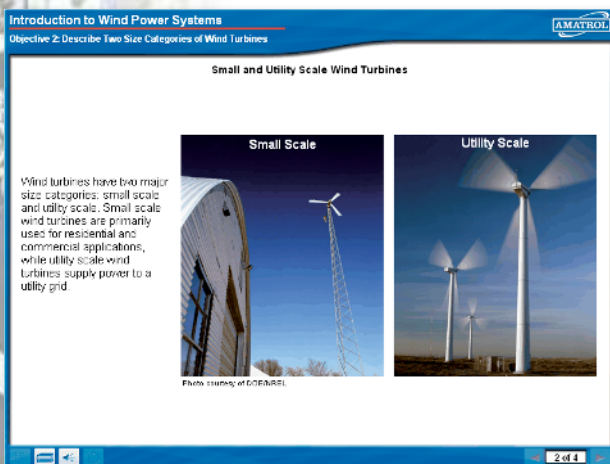 Introduction to Wind Power Systems
AMATROL
Objective 2: Describe Two Size Categories of Wind Turbines
Small and Utility Scale Wind Turbines
Small Scale
Utility Scale
Wind turbines have two major
size categories: small scale
and utility scale. Small scale
wind turbines are primarily
used for residential and
commercial applications,
while utility scale wind
turbines supply power to a
utility grid.
Photo courtesy of DOE/NREL
2 of 4